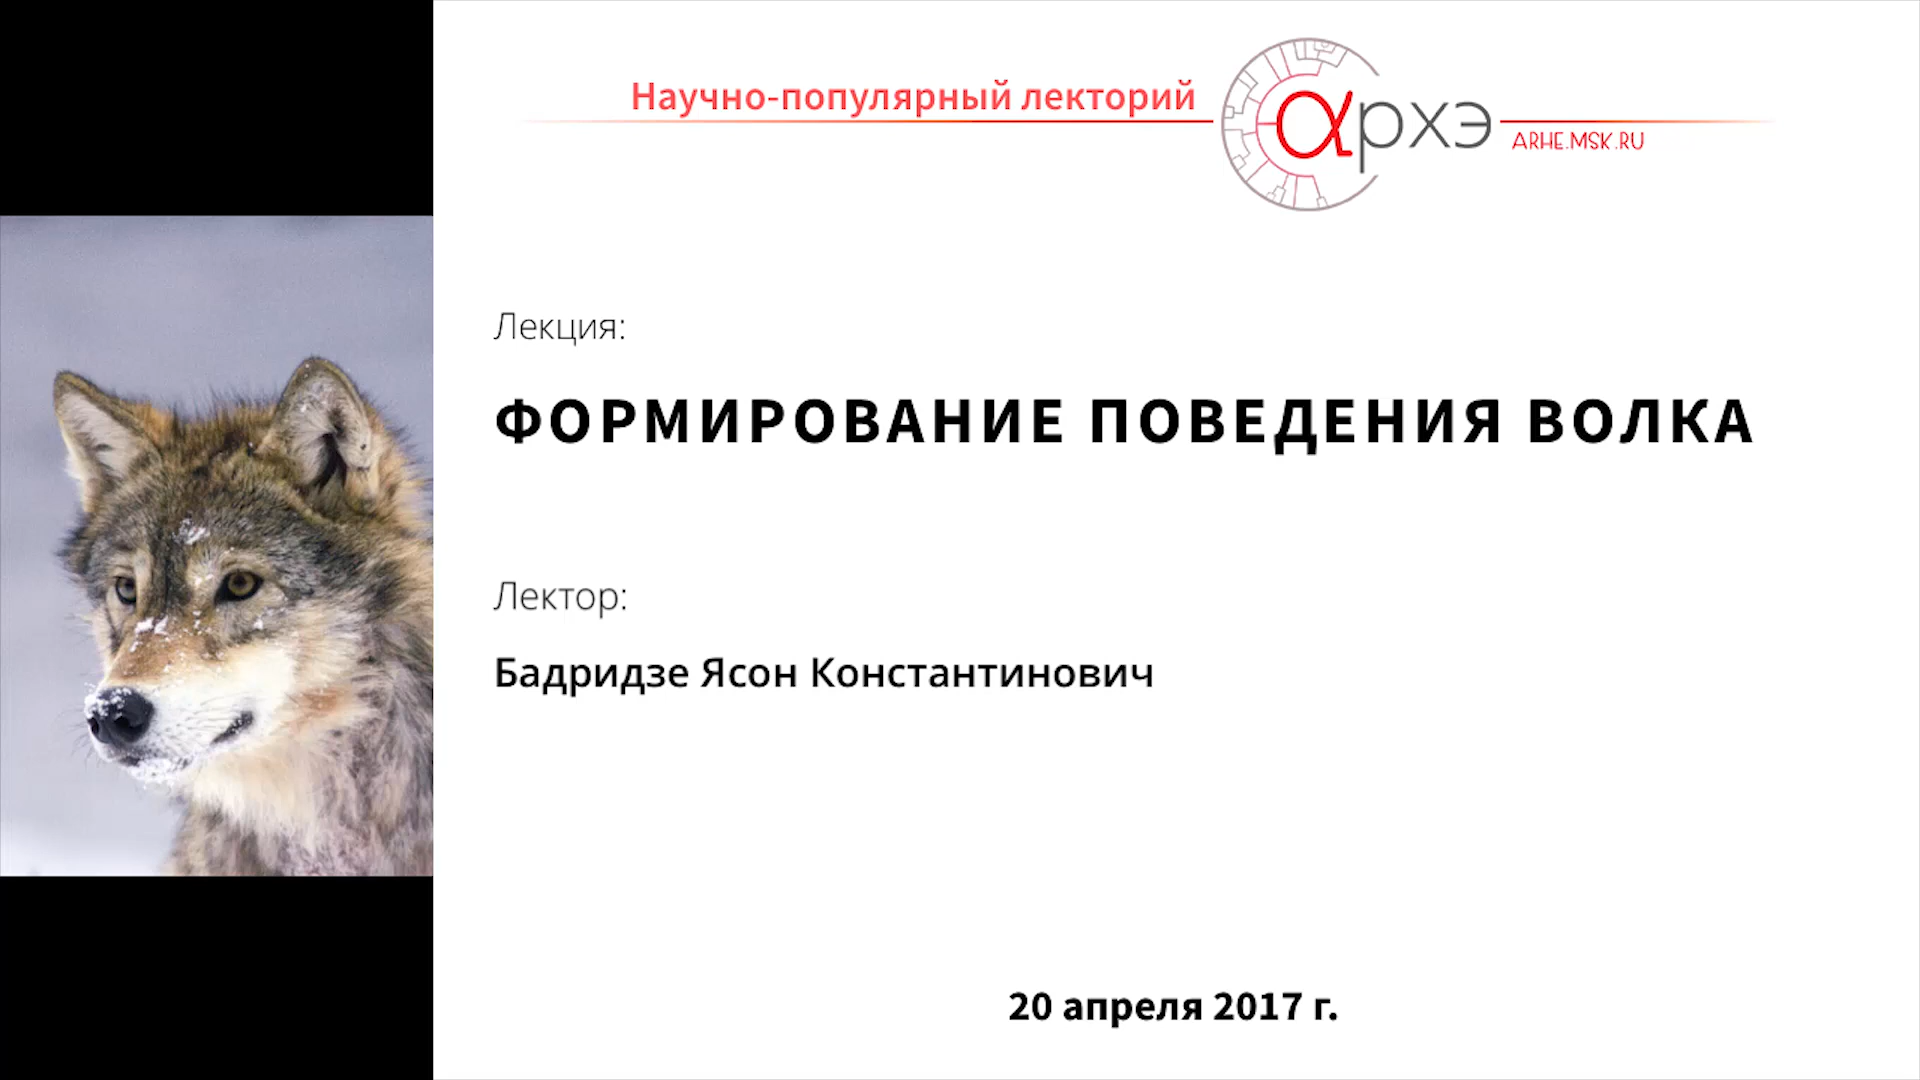 Научно-популярный лекторий
αрхэ
ARHE.MSK.RU
Лекция:
ФОРМИРОВАНИЕ ПОВЕДЕНИЯ ВОЛКА
Лектор:
Бадридзе Ясон Константинович
20 апреля 2017 г.